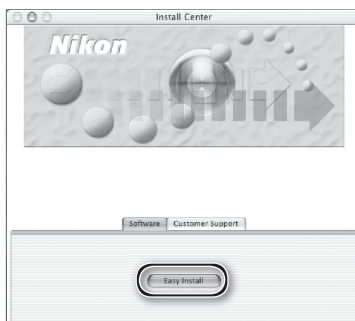 Install Center
Nikon
Software
Customer Support
Easy Install